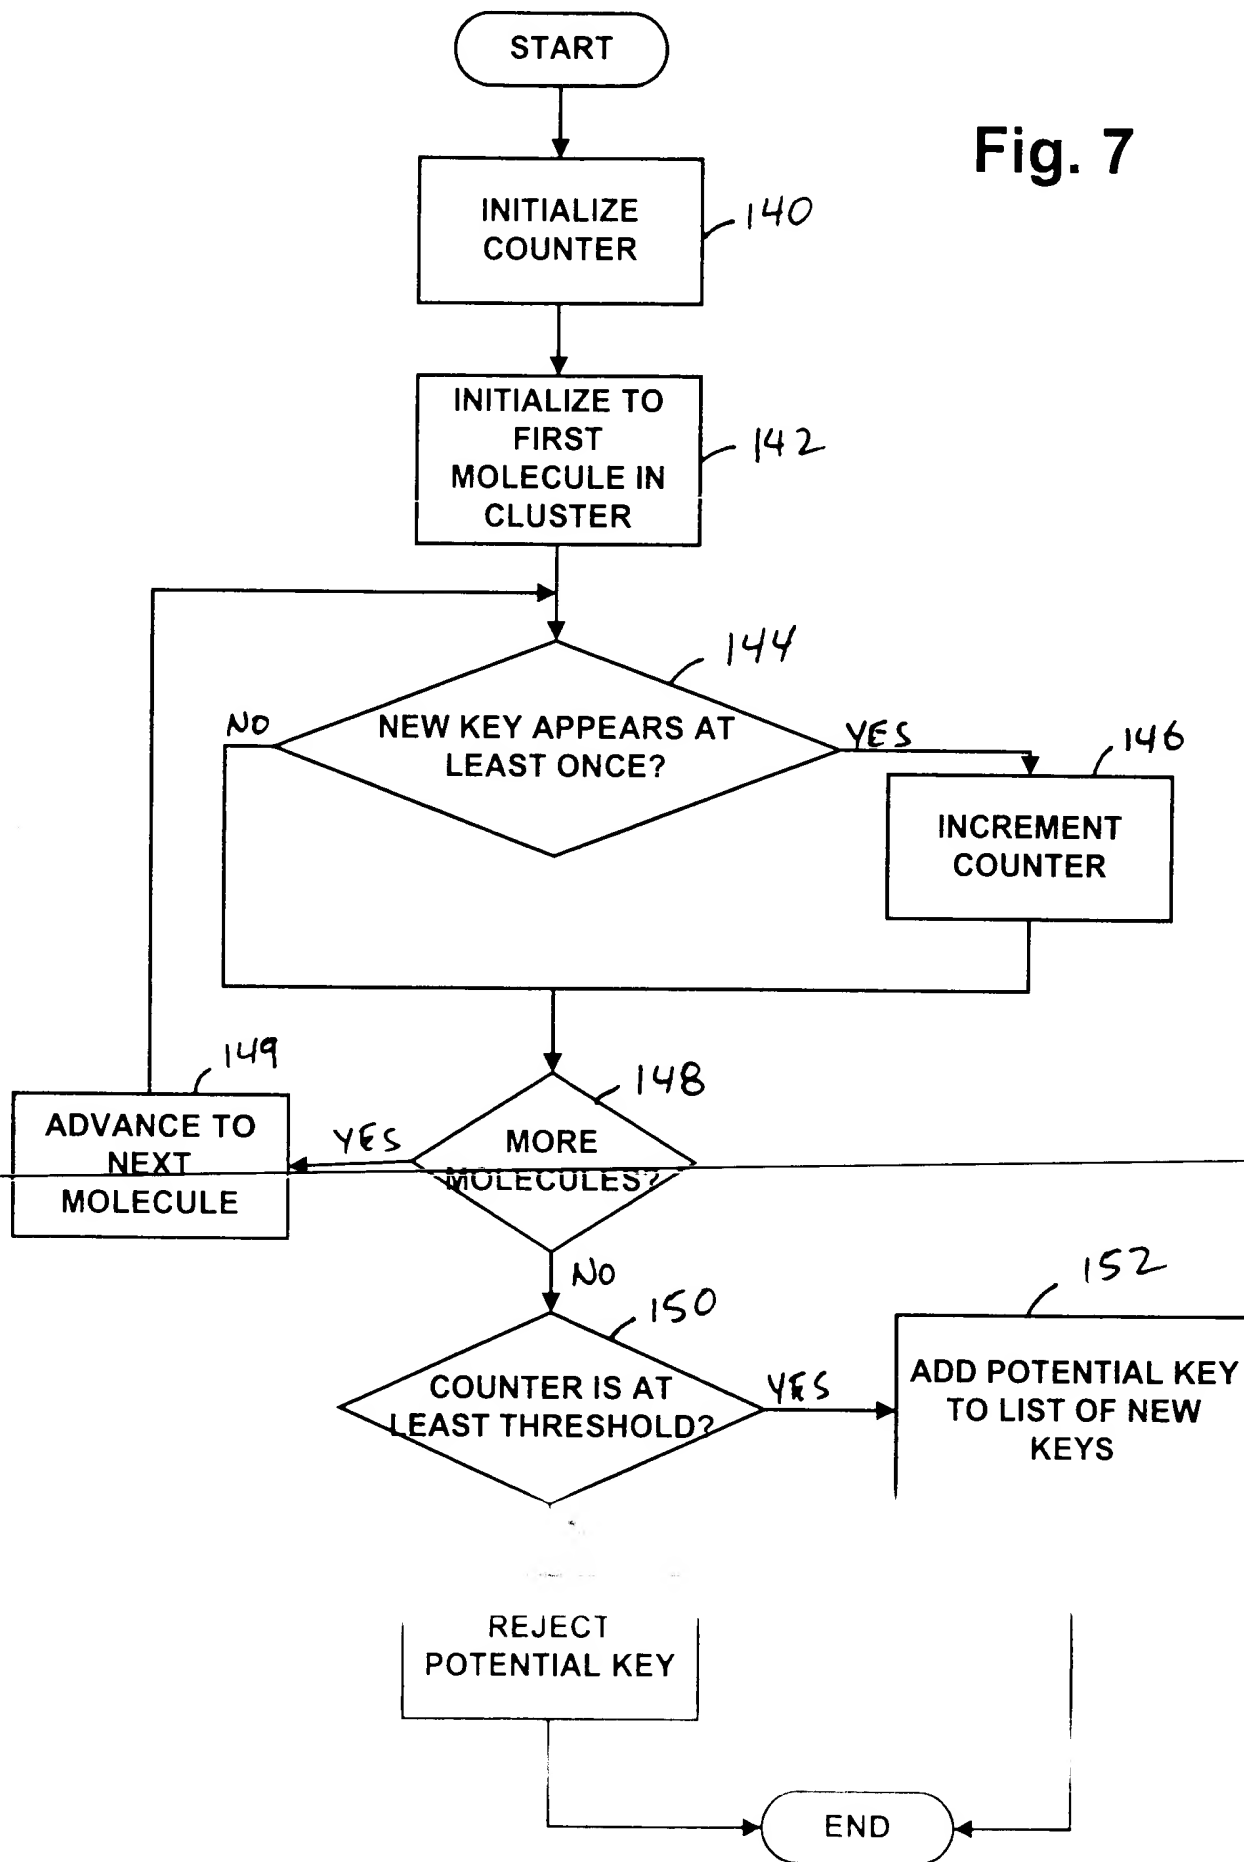 START
Fig. 7
INITIALIZE
COUNTER
140
INITIALIZE TO
FIRST
MOLECULE IN
CLUSTER
142
144
NEW KEY APPEARS AT
LEAST ONCE?
NO
YES
146
INCREMENT
COUNTER
149
ADVANCE TO
NEXT
MOLECULE
YES
148
MORE
MOLECULES?
NO
150
COUNTER IS AT
LEAST THRESHOLD?
YES
152
ADD POTENTIAL KEY
TO LIST OF NEW
KEYS
REJECT
POTENTIAL KEY
END